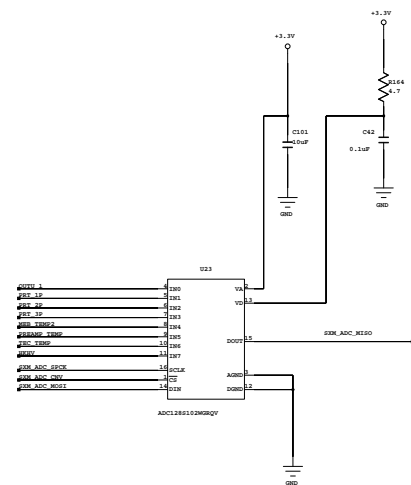 +3.3V
+3.3V
R164
4.7
C101
10uF
C42
0.1uF
GND
GND
U23
OUTU_1 4 IN0 VA 2
PRT_1P 5 IN1 VD 13
PRT_2P 6 IN2
PRT_3P 7 IN3
MEB_TEMP2 8 IN4
PREAMP_TEMP 9 IN5 DOUT 15 SXM_ADC_MISO
TEC_TEMP 10 IN6
HKHV 11 IN7
SXM_ADC_SPCK 16 SCLK AGND 3
SXM_ADC_CNV 1 CS
SXM_ADC_MOSI 14 DIN DGND 12
ADC128S102WGRQV
GND